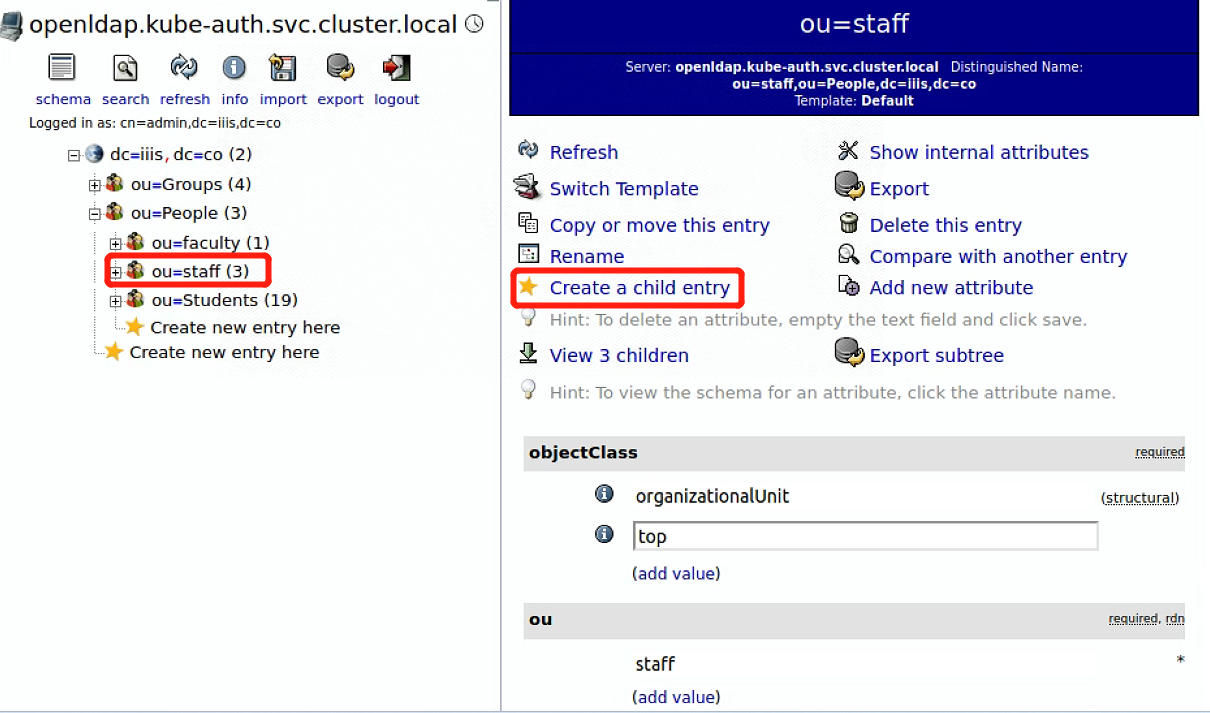 openldap.kube-auth.svc.cluster.local
schema search refresh info import export logout
Logged in as: cn=admin,dc=iiis,dc=co
dc=iiis,dc=co (2)
ou=Groups (4)
ou=People (3)
ou=faculty (1)
ou=staff (3)
ou=Students (19)
Create new entry here
Create new entry here
ou=staff
Server: openldap.kube-auth.svc.cluster.local Distinguished Name:
ou=staff,ou=People,dc=iiis,dc=co
Template: Default
Refresh Show internal attributes
Switch Template Export
Copy or move this entry Delete this entry
Rename Compare with another entry
Create a child entry Add new attribute
Hint: To delete an attribute, empty the text field and click save.
View 3 children Export subtree
Hint: To view the schema for an attribute, click the attribute name.
objectClass required
organizationalUnit (structural)
top
(add value)
ou required, rdn
staff *
(add value)